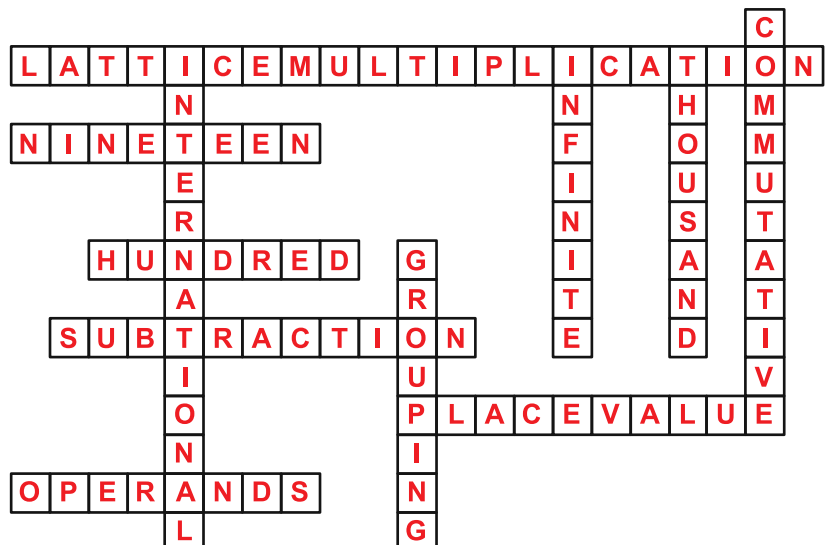 COMMUTATIVE
LATTICEMULTIPLICATION
INTERNATIONAL
INFINITE
THOUSAND
NINETEEN
HUNDRED
GROUPING
SUBTRACTION
PLACEVALUE
OPERANDS